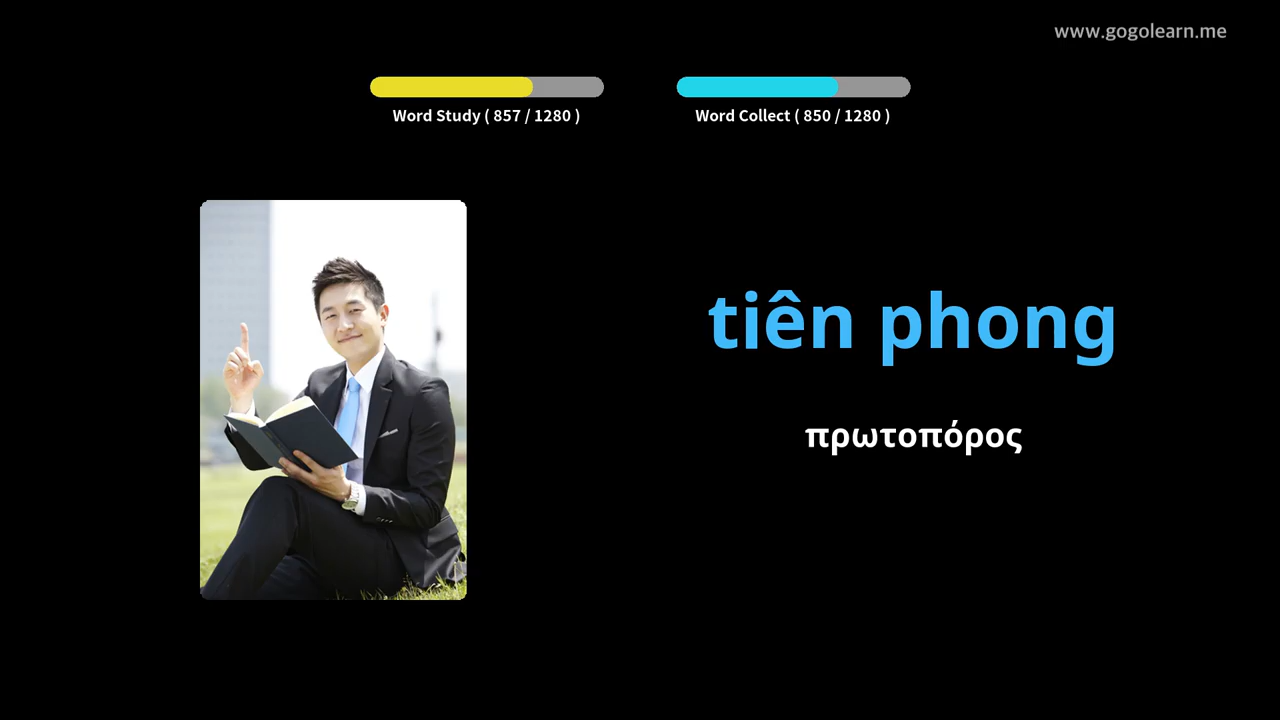 www.gogolearn.me
Word Study ( 857 / 1280 )
Word Collect ( 850 / 1280 )
tiên phong
πρωτοπόρος